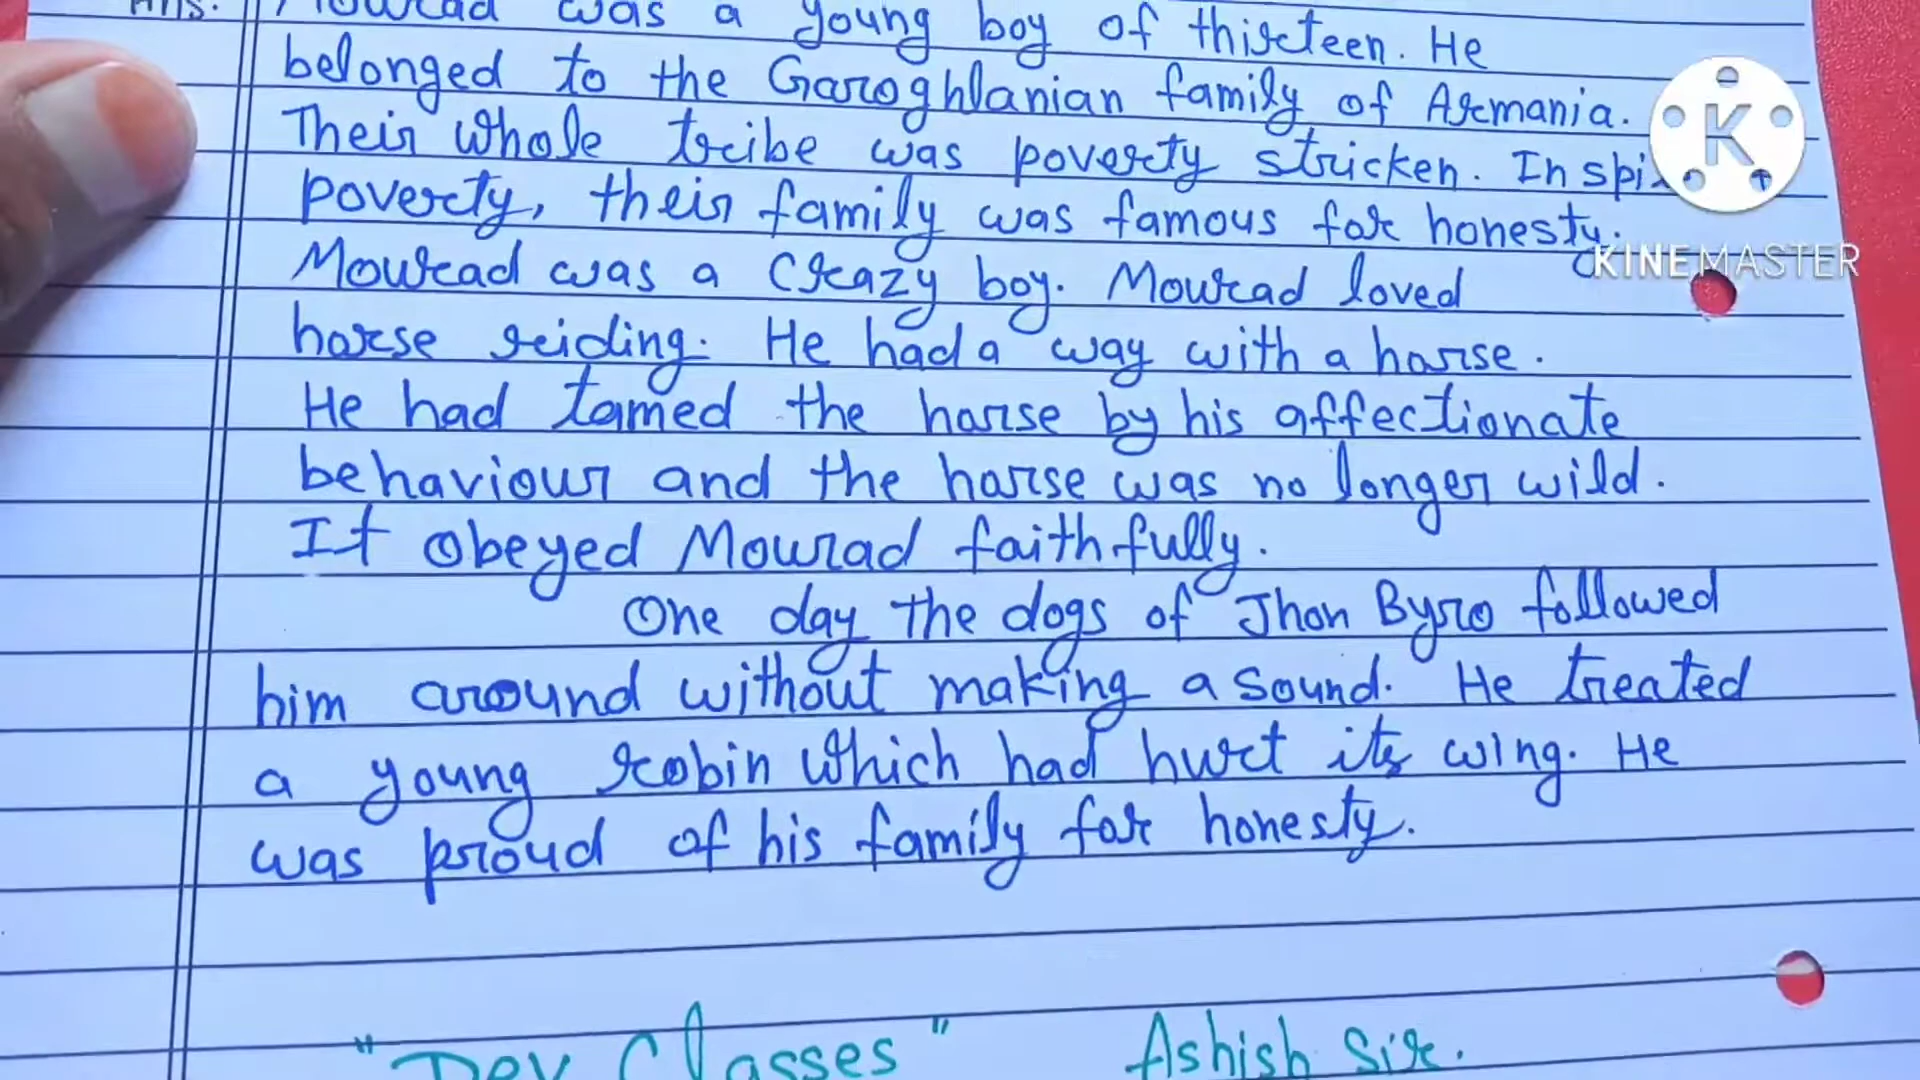 Ans. Mourad was a young boy of thirteen. He
belonged to the Garoghlanian family of Armania.
Their whole tribe was poverty stricken. In spi
poverty, their family was famous for honesty.
Mourad was a crazy boy. Mourad loved
horse riding. He had a way with a horse.
He had tamed the horse by his affectionate
behaviour and the horse was no longer wild.
It obeyed Mourad faithfully.
One day the dogs of Jhon Byro followed
him around without making a sound. He treated
a young robin which had hurt its wing. He
was proud of his family for honesty.
"Dev Classes" Ashish Sir.
K
KINEMASTER